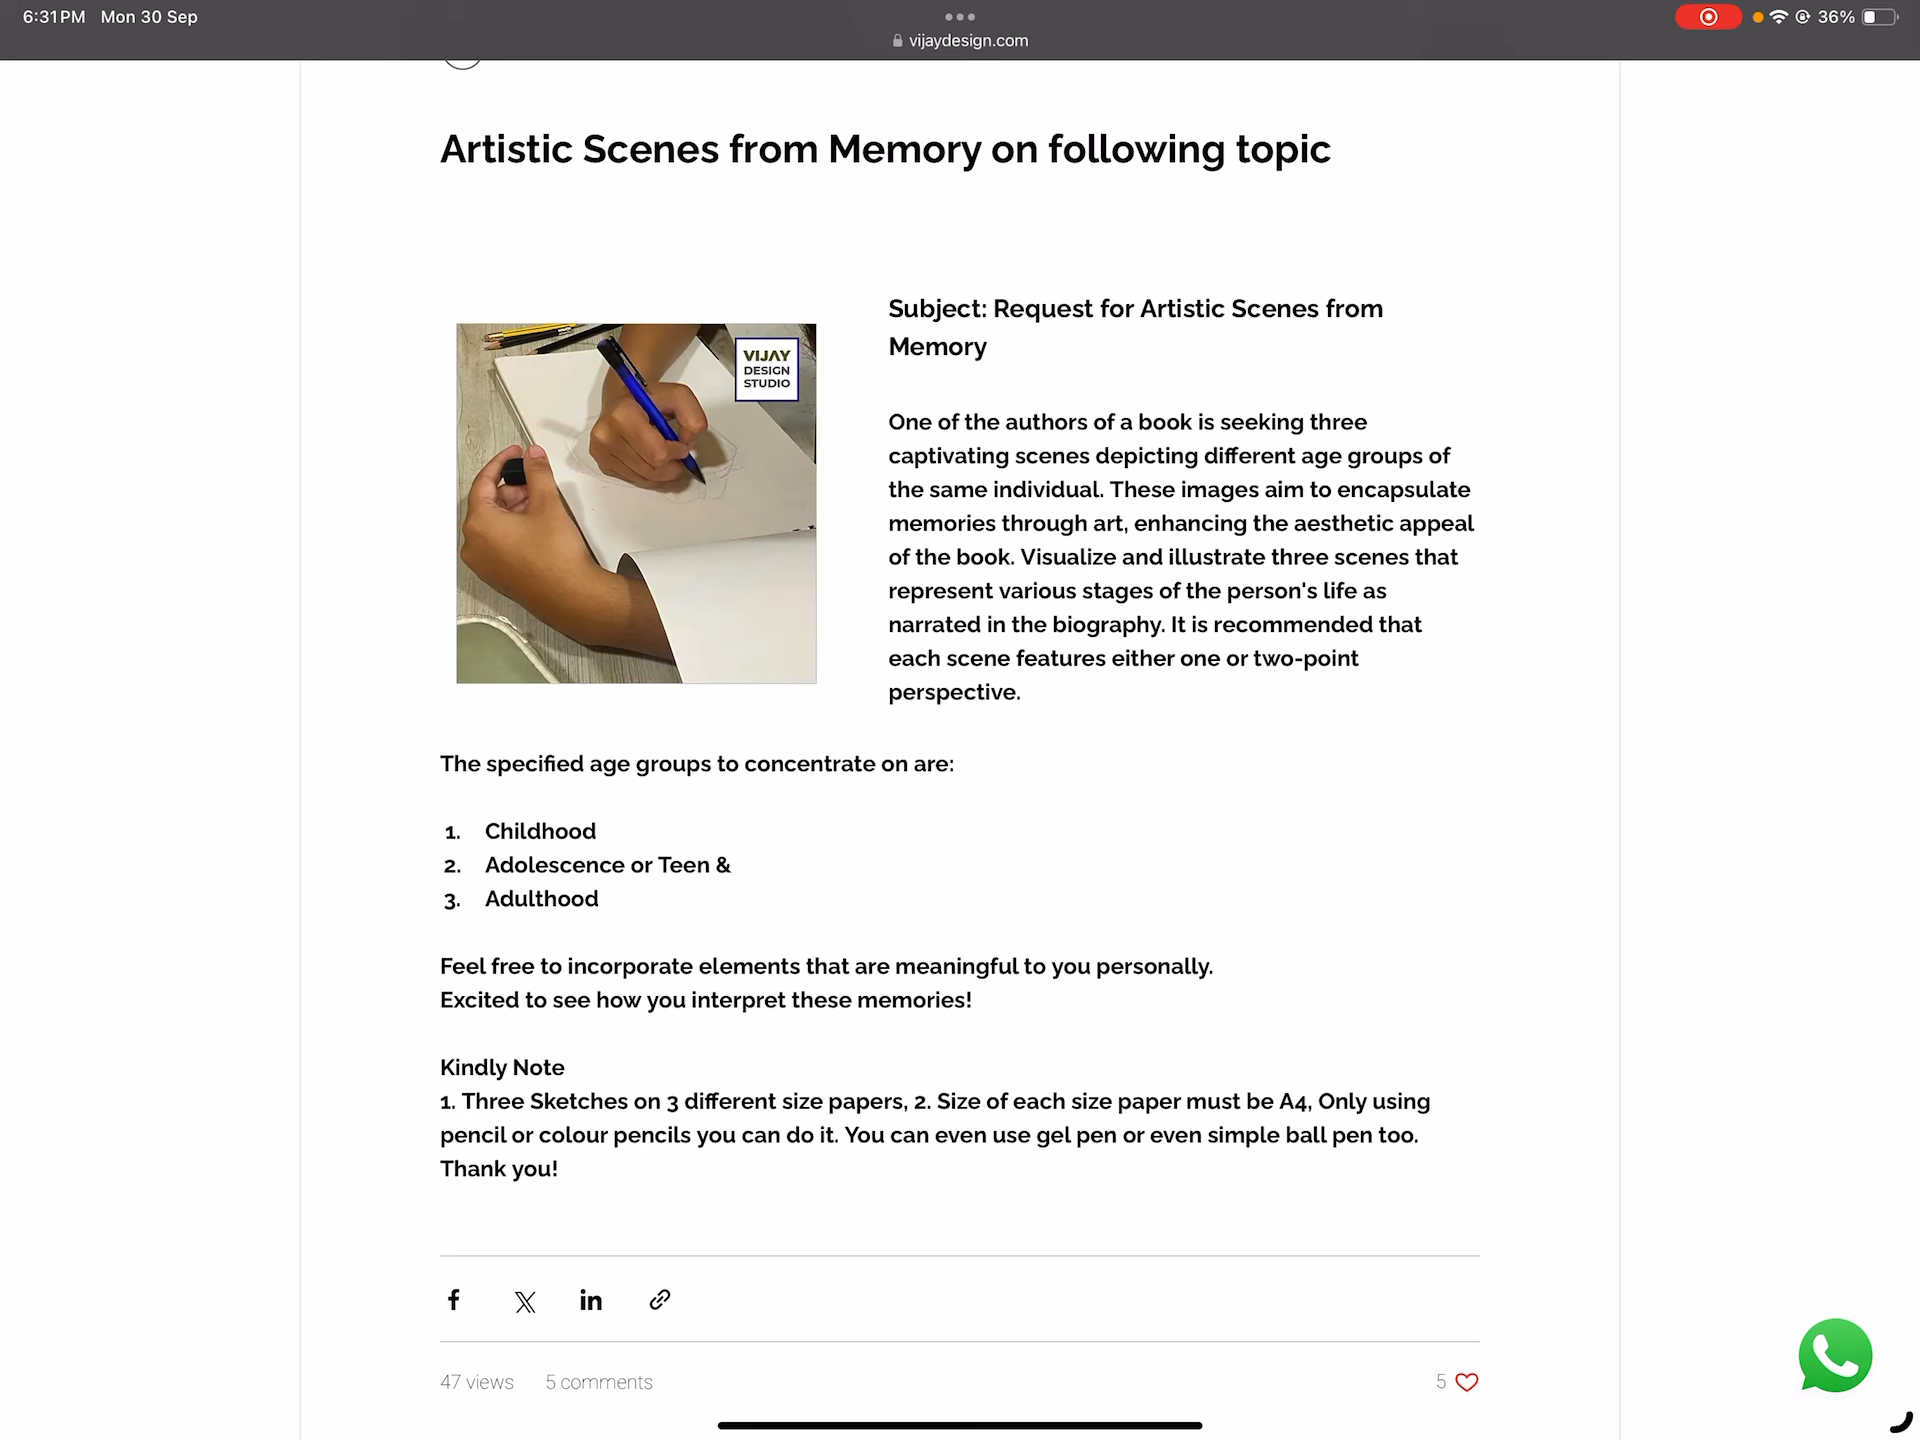 6:31PM Mon 30 Sep
36%
vijaydesign.com
Artistic Scenes from Memory on following topic
VIJAY
DESIGN
STUDIO
Subject: Request for Artistic Scenes from
Memory
One of the authors of a book is seeking three
captivating scenes depicting different age groups of
the same individual. These images aim to encapsulate
memories through art, enhancing the aesthetic appeal
of the book. Visualize and illustrate three scenes that
represent various stages of the person's life as
narrated in the biography. It is recommended that
each scene features either one or two-point
perspective.
The specified age groups to concentrate on are:
1. Childhood
2. Adolescence or Teen &
3. Adulthood
Feel free to incorporate elements that are meaningful to you personally.
Excited to see how you interpret these memories!
Kindly Note
1. Three Sketches on 3 different size papers, 2. Size of each size paper must be A4, Only using
pencil or colour pencils you can do it. You can even use gel pen or even simple ball pen too.
Thank you!
47 views 5 comments 5